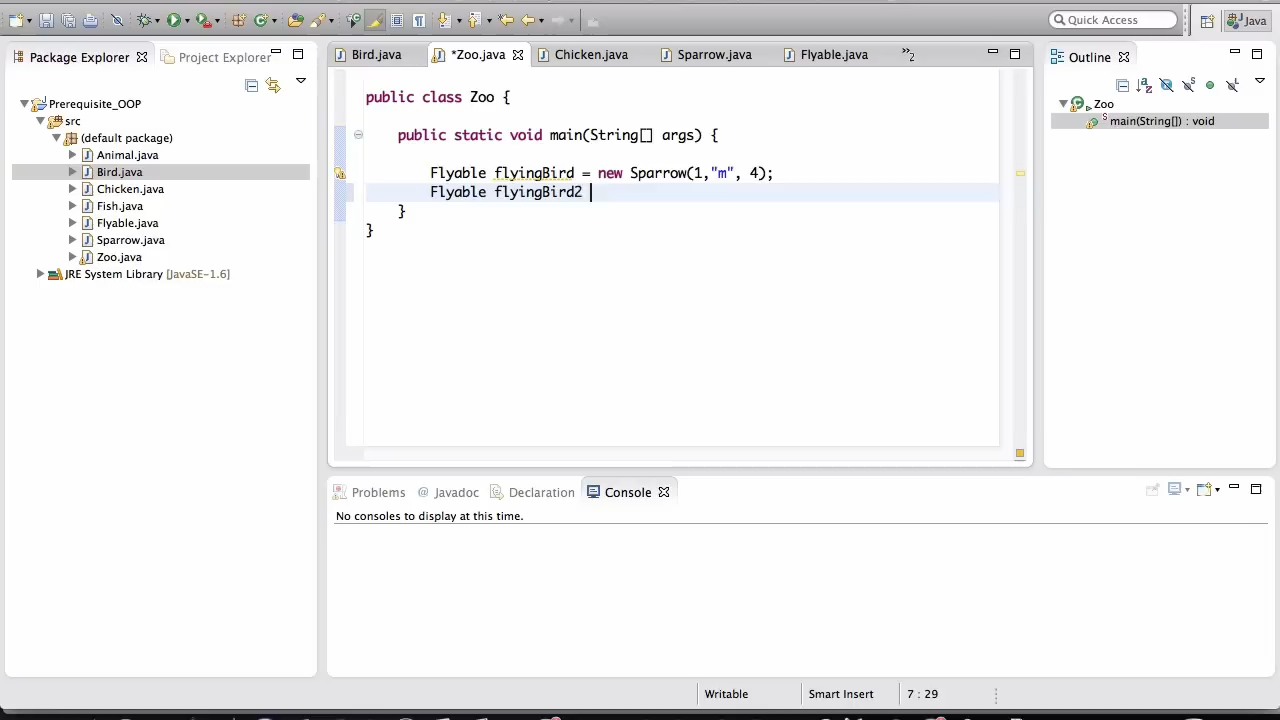 Quick Access
Java
Package Explorer
Project Explorer
Prerequisite_OOP
src
(default package)
Animal.java
Bird.java
Chicken.java
Fish.java
Flyable.java
Sparrow.java
Zoo.java
JRE System Library [JavaSE-1.6]
Bird.java
*Zoo.java
Chicken.java
Sparrow.java
Flyable.java
»2
public class Zoo {
public static void main(String[] args) {
Flyable flyingBird = new Sparrow(1,"m", 4);
Flyable flyingBird2
}
}
Outline
Zoo
main(String[]) : void
Problems
@ Javadoc
Declaration
Console
No consoles to display at this time.
Writable
Smart Insert
7 : 29